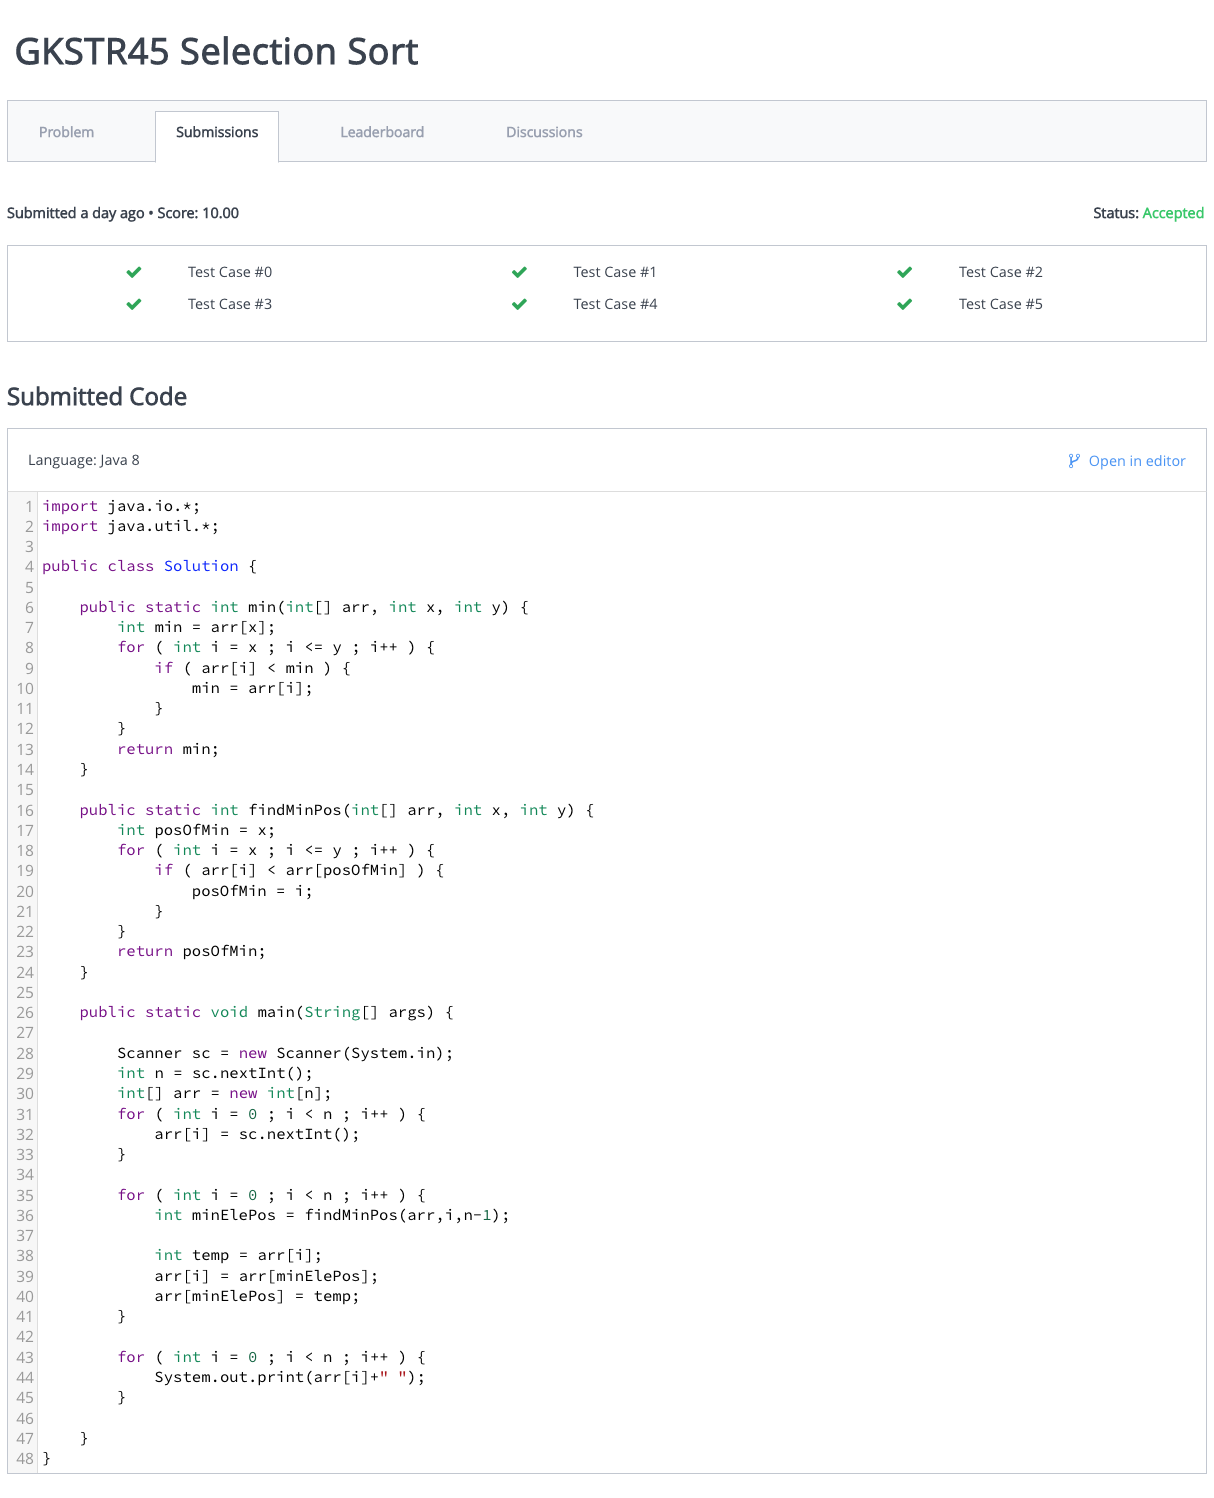 GKSTR45 Selection Sort
Problem Submissions Leaderboard Discussions
Submitted a day ago • Score: 10.00 Status: Accepted
Test Case #0 Test Case #1 Test Case #2
Test Case #3 Test Case #4 Test Case #5
Submitted Code
Language: Java 8 Open in editor
1 import java.io.*;
2 import java.util.*;
3
4 public class Solution {
5
6     public static int min(int[] arr, int x, int y) {
7         int min = arr[x];
8         for ( int i = x ; i <= y ; i++ ) {
9             if ( arr[i] < min ) {
10                 min = arr[i];
11             }
12         }
13         return min;
14     }
15
16     public static int findMinPos(int[] arr, int x, int y) {
17         int posOfMin = x;
18         for ( int i = x ; i <= y ; i++ ) {
19             if ( arr[i] < arr[posOfMin] ) {
20                 posOfMin = i;
21             }
22         }
23         return posOfMin;
24     }
25
26     public static void main(String[] args) {
27
28         Scanner sc = new Scanner(System.in);
29         int n = sc.nextInt();
30         int[] arr = new int[n];
31         for ( int i = 0 ; i < n ; i++ ) {
32             arr[i] = sc.nextInt();
33         }
34
35         for ( int i = 0 ; i < n ; i++ ) {
36             int minElePos = findMinPos(arr,i,n-1);
37
38             int temp = arr[i];
39             arr[i] = arr[minElePos];
40             arr[minElePos] = temp;
41         }
42
43         for ( int i = 0 ; i < n ; i++ ) {
44             System.out.print(arr[i]+" ");
45         }
46
47     }
48 }